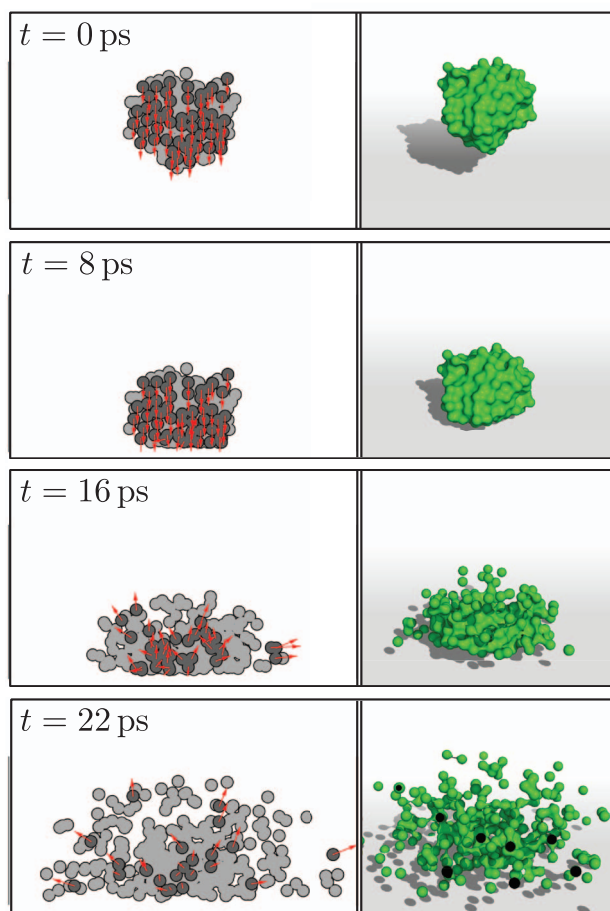 t = 0 ps
t = 8 ps
t = 16 ps
t = 22 ps